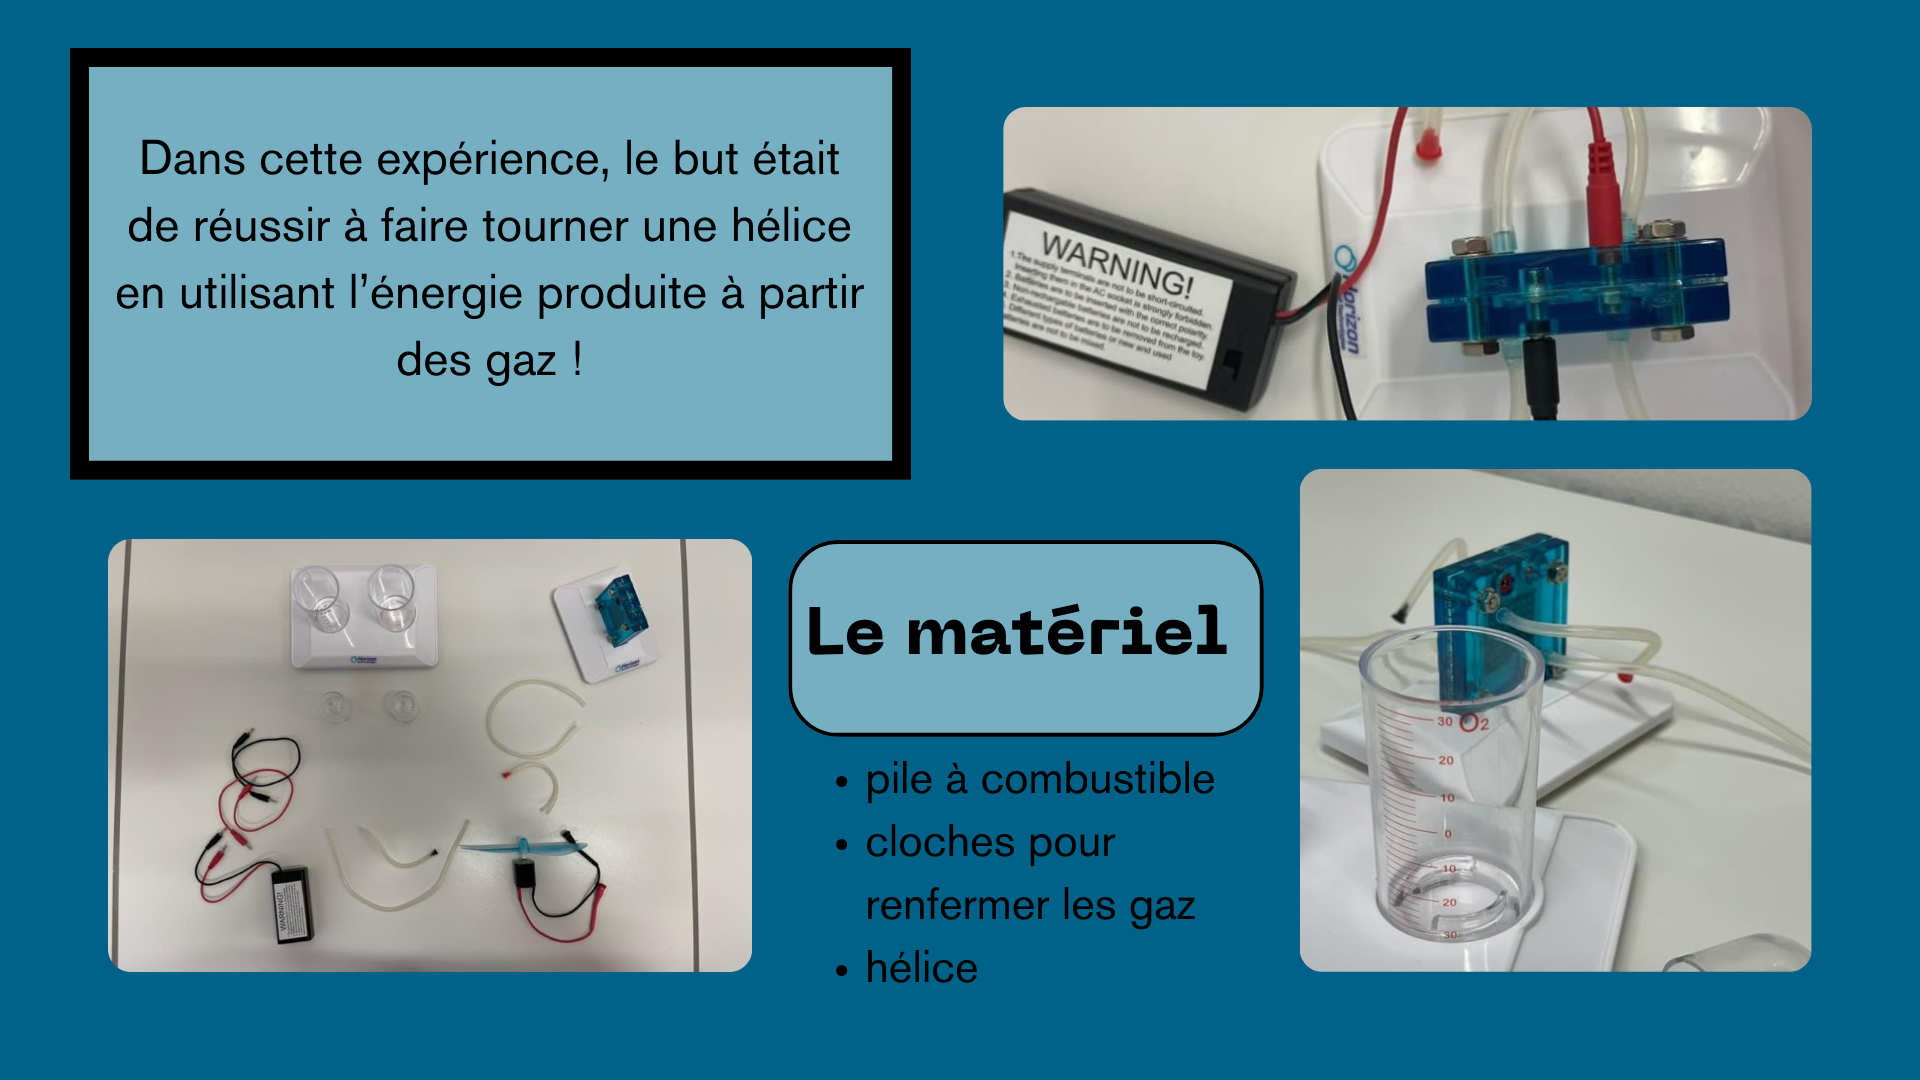 Dans cette expérience, le but était
de réussir à faire tourner une hélice
en utilisant l’énergie produite à partir
des gaz !
WARNING!
1.The supply terminals are not to be short-circuited.
Inserting them in the AC socket is strongly forbidden.
2. Batteries are to be inserted with the correct polarity.
3. Non-rechargeable batteries are not to be recharged.
4. Exhausted batteries are to be removed from the toy.
5. Different types of batteries or new and used
batteries are not to be mixed.
Horizon
Horizon
Horizon
WARNING!
Le matériel
• pile à combustible
• cloches pour
renfermer les gaz
• hélice
30 O2
20
10
0
10
20
30